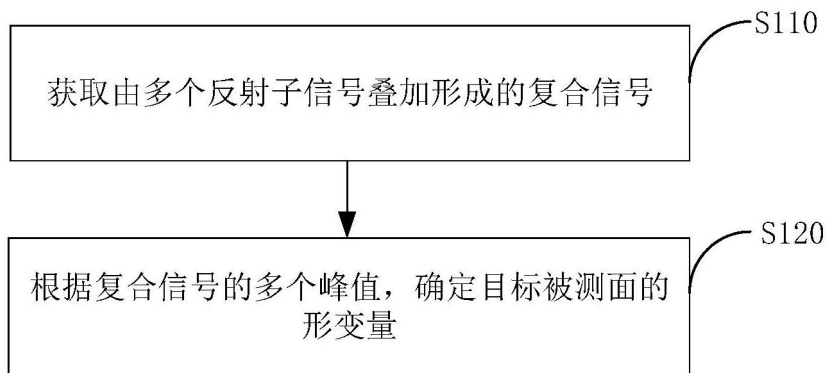 S110
获取由多个反射子信号叠加形成的复合信号
S120
根据复合信号的多个峰值，确定目标被测面的
形变量